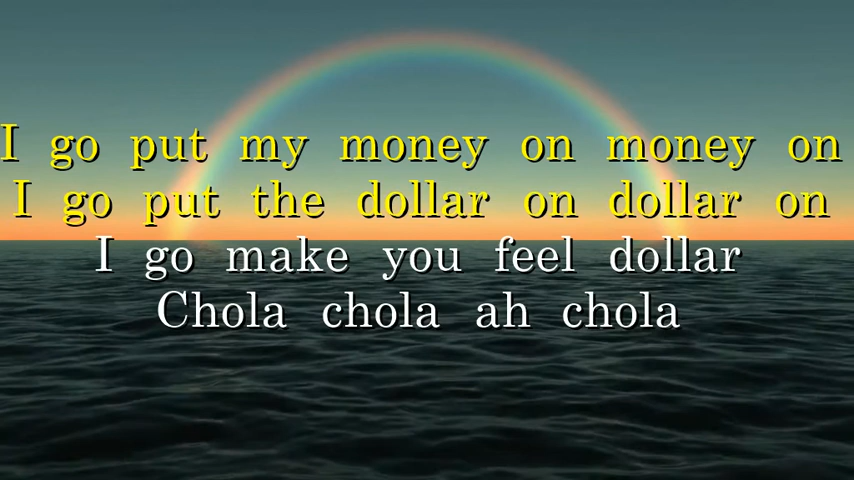 I go put my money on money on
I go put the dollar on dollar on
I go make you feel dollar
Chola chola ah chola